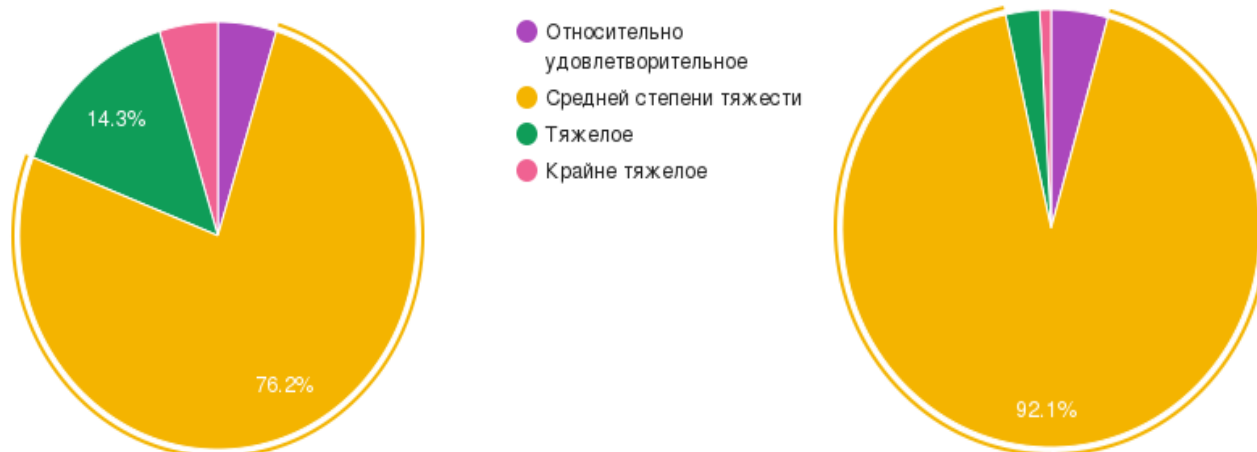 14.3%
76.2%
Относительно
удовлетворительное
Средней степени тяжести
Тяжелое
Крайне тяжелое
92.1%